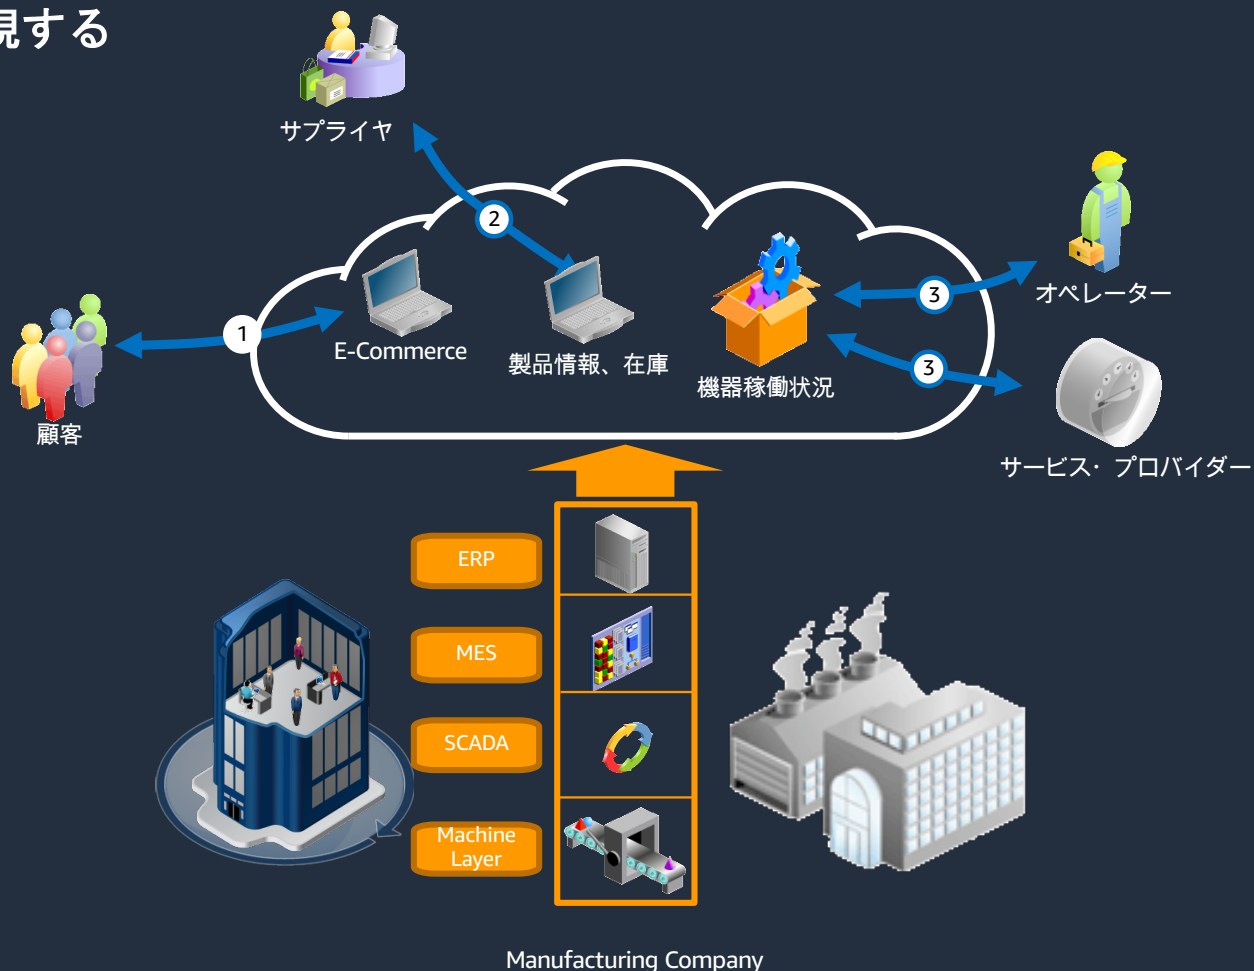 現する
サプライヤ
2
オペレーター
3
1
E-Commerce
製品情報、在庫
機器稼働状況
3
顧客
サービス・プロバイダー
ERP
MES
SCADA
Machine
Layer
Manufacturing Company